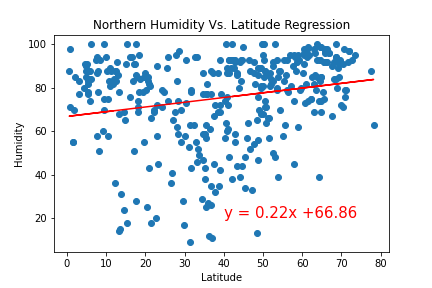 Northern Humidity Vs. Latitude Regression
100
80
60
40
20
Humidity
y = 0.22x +66.86
0 10 20 30 40 50 60 70 80
Latitude